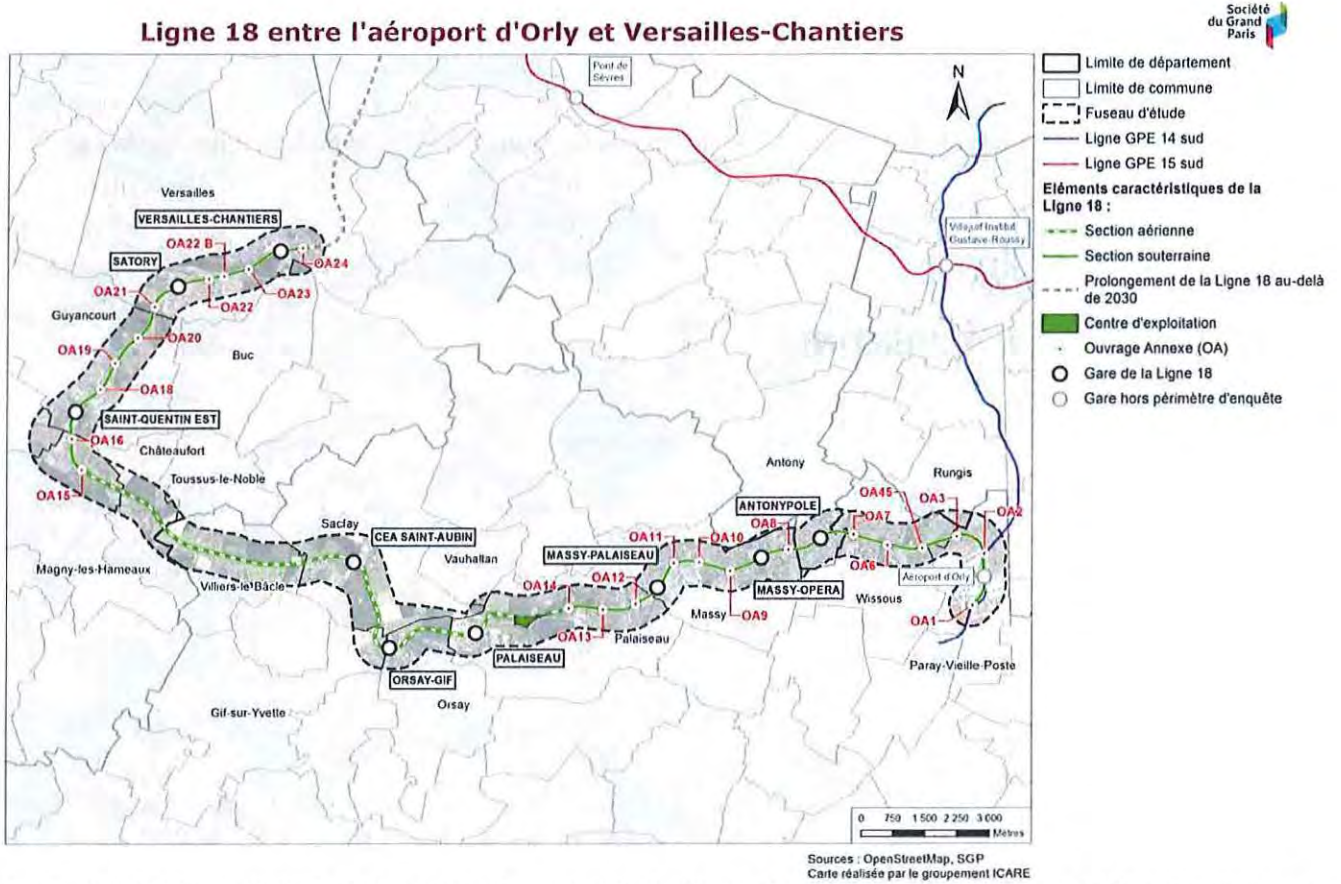 Ligne 18 entre l'aéroport d'Orly et Versailles-Chantiers
Société
du Grand
Paris
Pont de
Sèvres
N
Limite de département
Limite de commune
Fuseau d'étude
Ligne GPE 14 sud
Ligne GPE 15 sud
Eléments caractéristiques de la
Ligne 18 :
Section aérienne
Section souterraine
Prolongement de la Ligne 18 au-delà
de 2030
Centre d'exploitation
Ouvrage Annexe (OA)
Gare de la Ligne 18
Gare hors périmètre d'enquête
Versailles
VERSAILLES-CHANTIERS
Villejuif Institut
Gustave-Roussy
OA22 B
SATORY
OA24
OA21
OA23
OA22
Guyancourt
OA20
OA19
Buc
OA18
SAINT-QUENTIN EST
OA16
Châteaufort
Toussus-le-Noble
OA15
Antony
Rungis
OA45
OA3
ANTONYPOLE
OA2
OA7
OA8
Saclay
CEA SAINT-AUBIN
OA11
OA10
Vauhallan
MASSY-PALAISEAU
OA6
Magny-les-Hameaux
Aéroport d'Orly
Villiers-le-Bâcle
OA14
OA12
MASSY-OPERA
Wissous
Massy
OA9
OA1
OA13
Palaiseau
PALAISEAU
Paray-Vieille-Poste
ORSAY-GIF
Orsay
Gif-sur-Yvette
0 750 1 500 2 250 3 000
Mètres
Sources : OpenStreetMap, SGP
Carte réalisée par le groupement ICARE